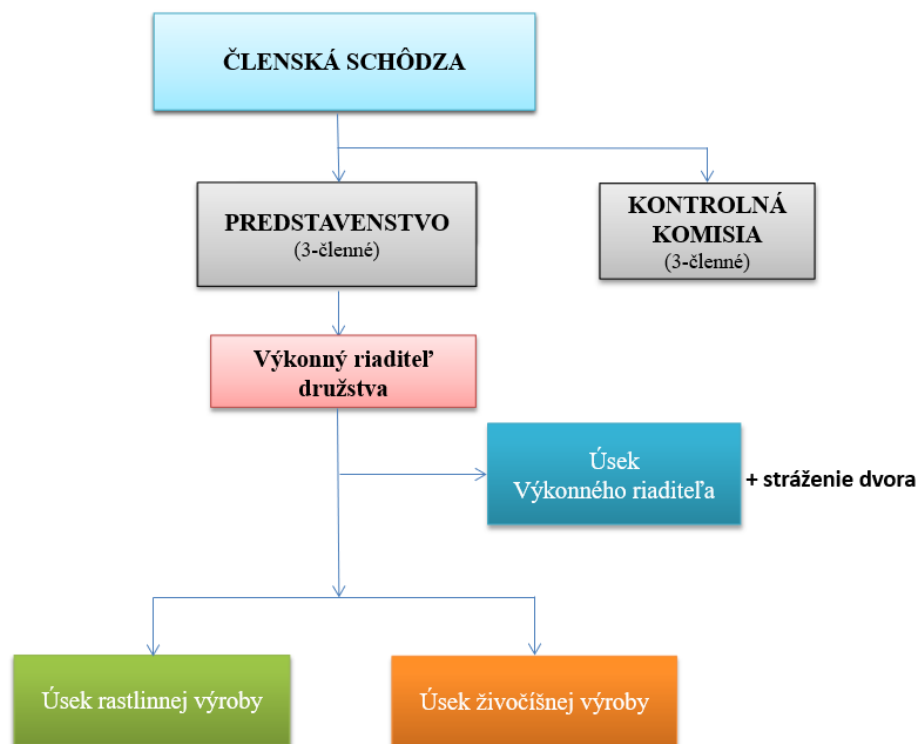 ČLENSKÁ SCHÔDZA
PREDSTAVENSTVO
(3-členné)
KONTROLNÁ
KOMISIA
(3-členné)
Výkonný riaditeľ
družstva
Úsek
Výkonného riaditeľa
+ stráženie dvora
Úsek rastlinnej výroby
Úsek živočíšnej výroby